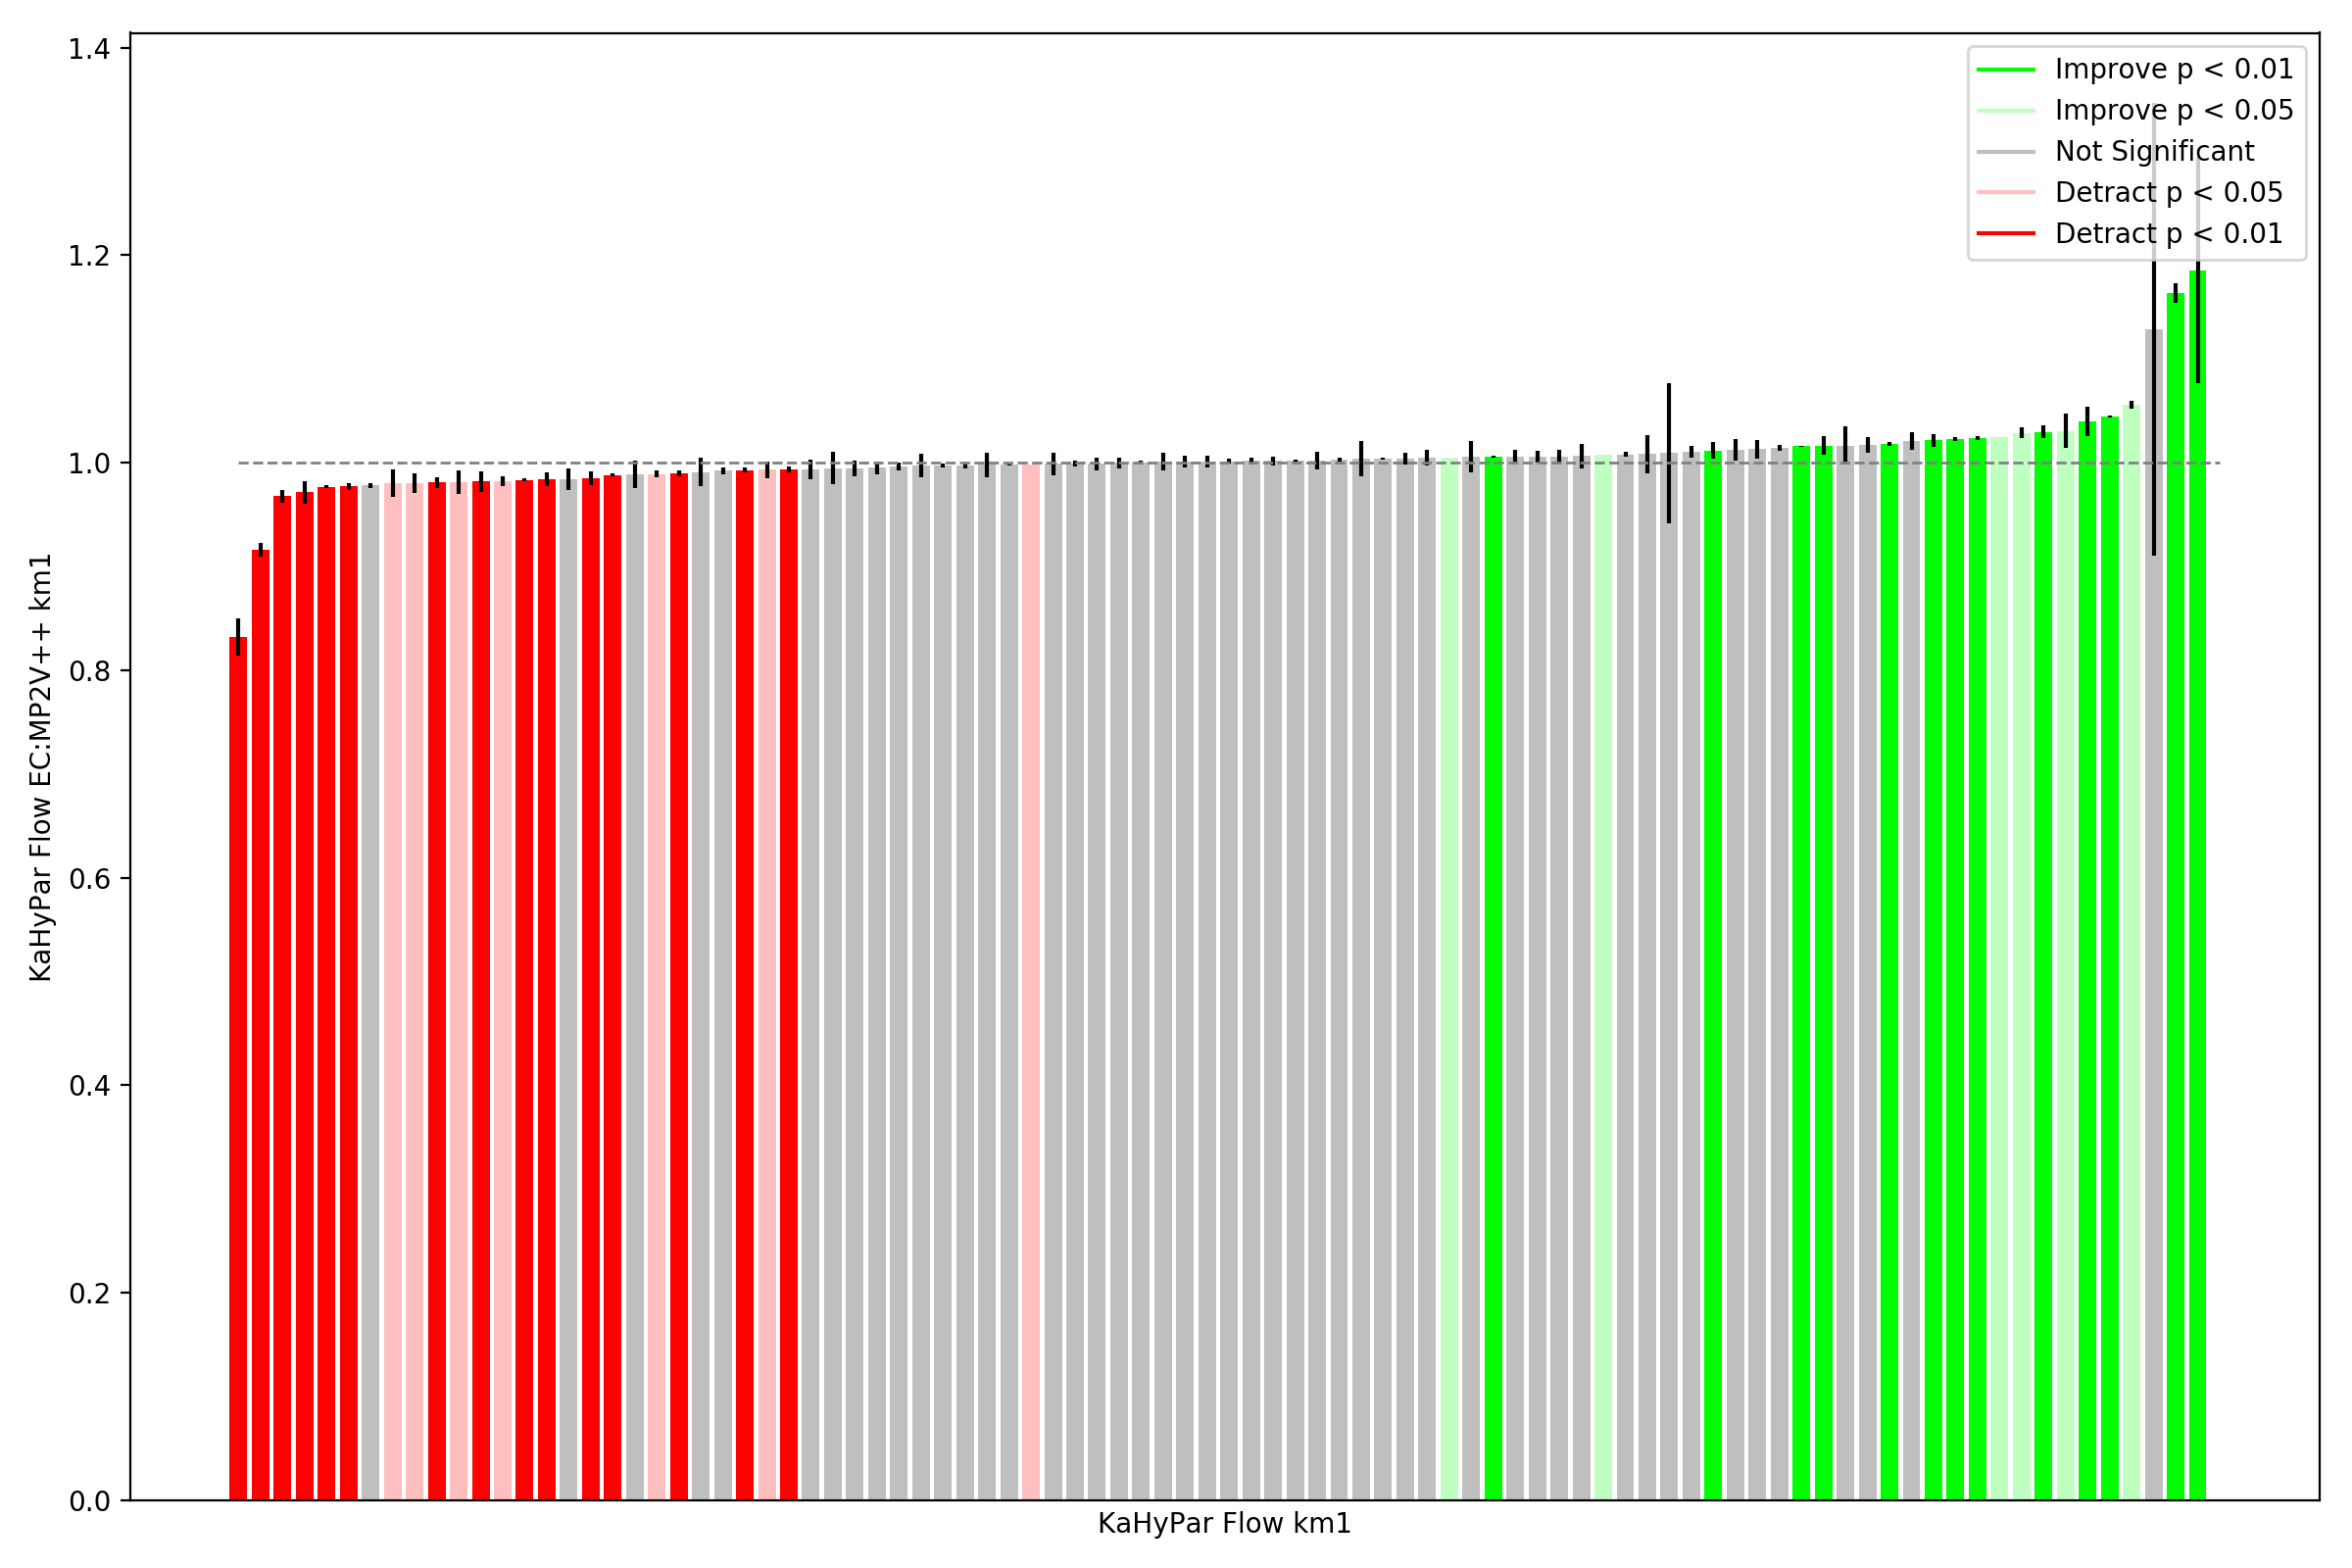 1.4
1.2
1.0
0.8
0.6
0.4
0.2
0.0
KaHyPar Flow EC:MP2V++ km1
KaHyPar Flow km1
Improve p < 0.01
Improve p < 0.05
Not Significant
Detract p < 0.05
Detract p < 0.01